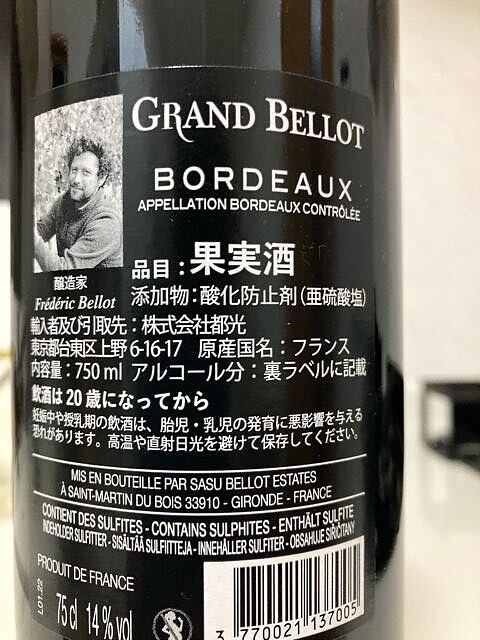 GRAND BELLOT
BORDEAUX
APPELLATION BORDEAUX CONTRÔLÉE
品目：果実酒
醸造家
Frédéric Bellot
添加物：酸化防止剤（亜硫酸塩）
輸入者及び引取先：株式会社都光
東京都台東区上野6-16-17 原産国名：フランス
内容量：750ml アルコール分：裏ラベルに記載
飲酒は20歳になってから
妊娠中や授乳期の飲酒は、胎児・乳児の発育に悪影響を与える
恐れがあります。高温や直射日光を避けて保存してください。
MIS EN BOUTEILLE PAR SASU BELLOT ESTATES
À SAINT-MARTIN DU BOIS 33910 - GIRONDE - FRANCE
CONTIENT DES SULFITES - CONTAINS SULPHITES - ENTHÄLT SULFITE
INDEHOLDER SULFITTER - SISÄLTÄÄ SULFIITTEJA - INNEHÅLLER SULFITER - OBSAHUJE SIŘIČITANY
PRODUIT DE FRANCE
L01.22
75 cl 14 % vol
3 770021 137005